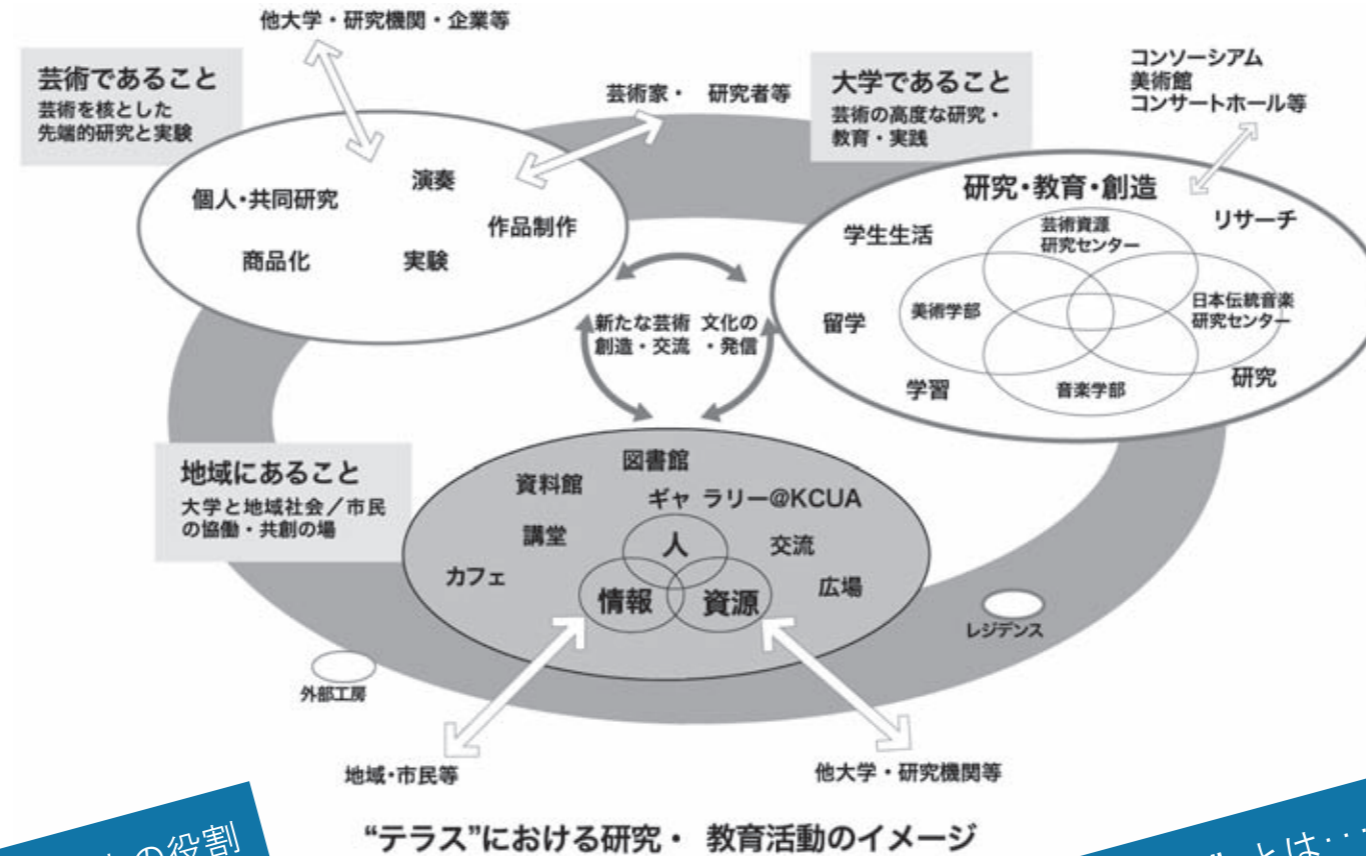 他大学・研究機関・企業等
芸術であること
芸術を核とした
先端的研究と実験
芸術家・ 研究者等
大学であること
芸術の高度な研究・
教育・実践
コンソーシアム
美術館
コンサートホール等
個人・共同研究
演奏
作品制作
商品化
実験
研究・教育・創造
学生生活
芸術資源
研究センター
リサーチ
留学
美術学部
日本伝統音楽
研究センター
学習
音楽学部
研究
新たな芸術 文化の
創造・交流 ・発信
地域にあること
大学と地域社会／市民
の協働・共創の場
図書館
資料館
ギャ ラリー@KCUA
講堂
人
交流
カフェ
情報
資源
広場
レジデンス
外部工房
地域・市民等
他大学・研究機関等
“テラス”における研究・ 教育活動のイメージ
の役割
” とは・・・